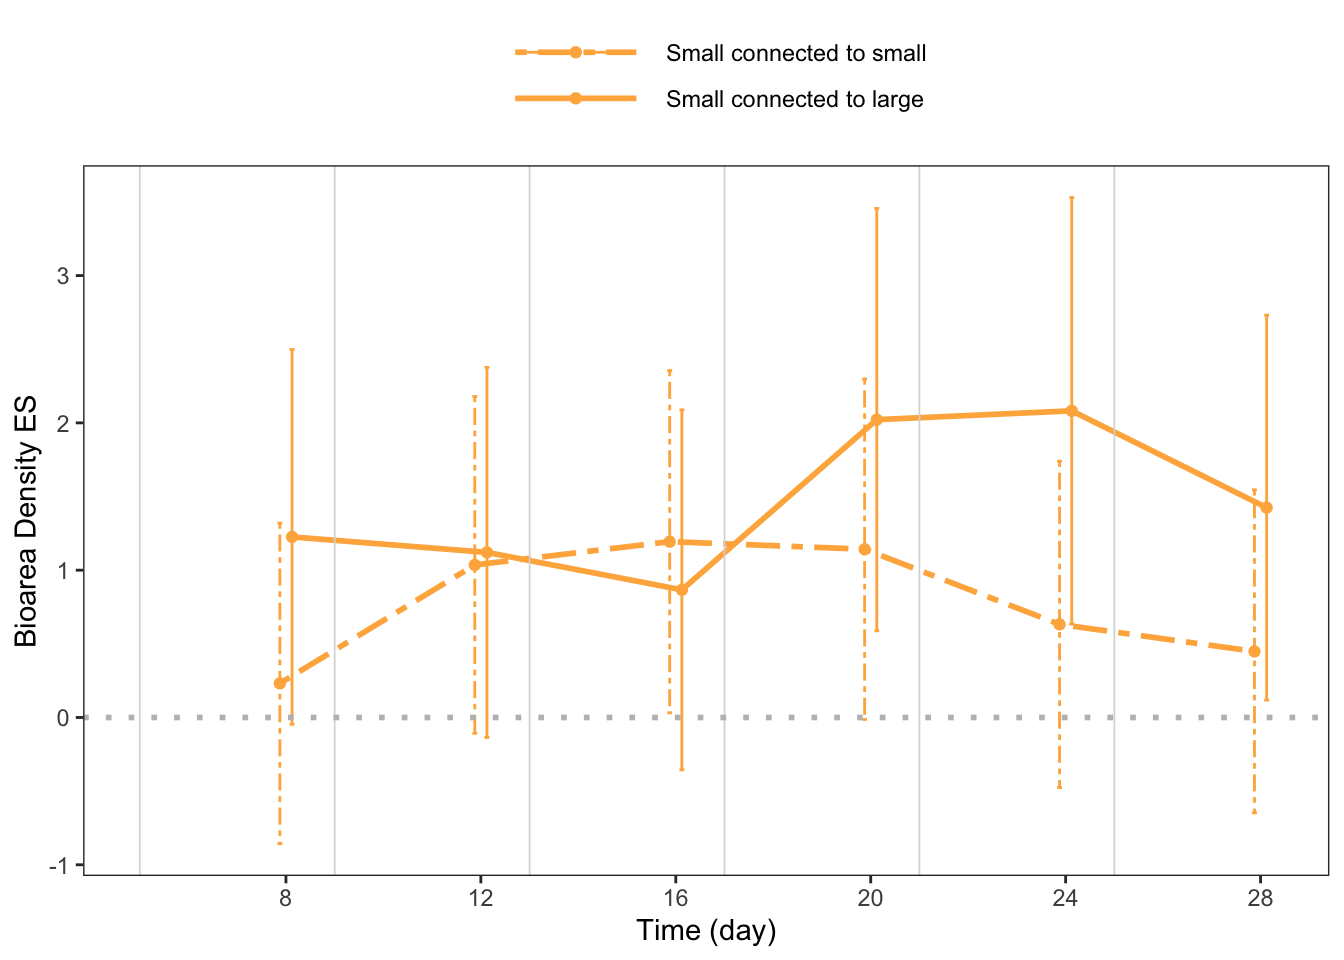 Small connected to small
Small connected to large
Bioarea Density ES
3
2
1
0
-1
8 12 16 20 24 28
Time (day)